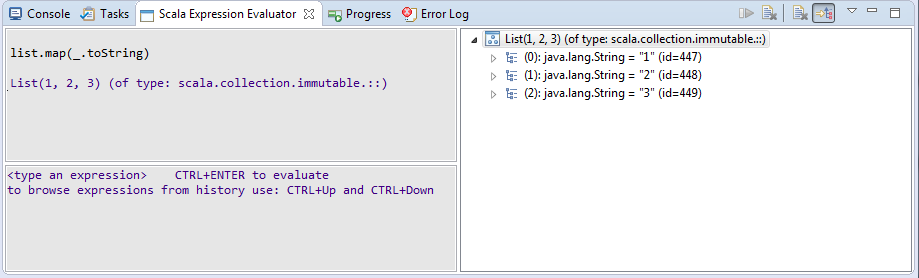 Console Tasks Scala Expression Evaluator Progress Error Log
list.map(_.toString)
List(1, 2, 3) (of type: scala.collection.immutable.::)
<type an expression> CTRL+ENTER to evaluate
to browse expressions from history use: CTRL+Up and CTRL+Down
List(1, 2, 3) (of type: scala.collection.immutable.::)
(0): java.lang.String = "1" (id=447)
(1): java.lang.String = "2" (id=448)
(2): java.lang.String = "3" (id=449)